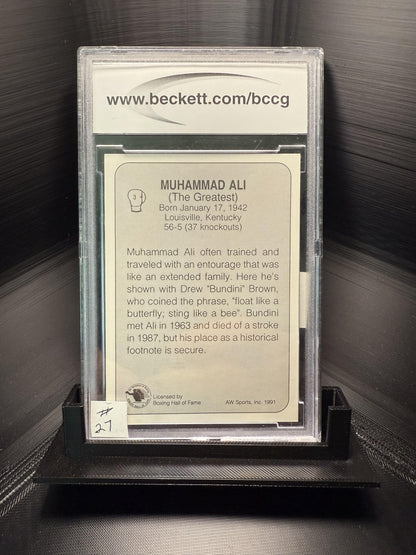 www.beckett.com/bccg
3
MUHAMMAD ALI
(The Greatest)
Born January 17, 1942
Louisville, Kentucky
56-5 (37 knockouts)
Muhammad Ali often trained and
traveled with an entourage that was
like an extended family. Here he's
shown with Drew "Bundini" Brown,
who coined the phrase, "float like a
butterfly; sting like a bee". Bundini
met Ali in 1963 and died of a stroke
in 1987, but his place as a historical
footnote is secure.
Licensed by
Boxing Hall of Fame
AW Sports, Inc. 1991
#
27